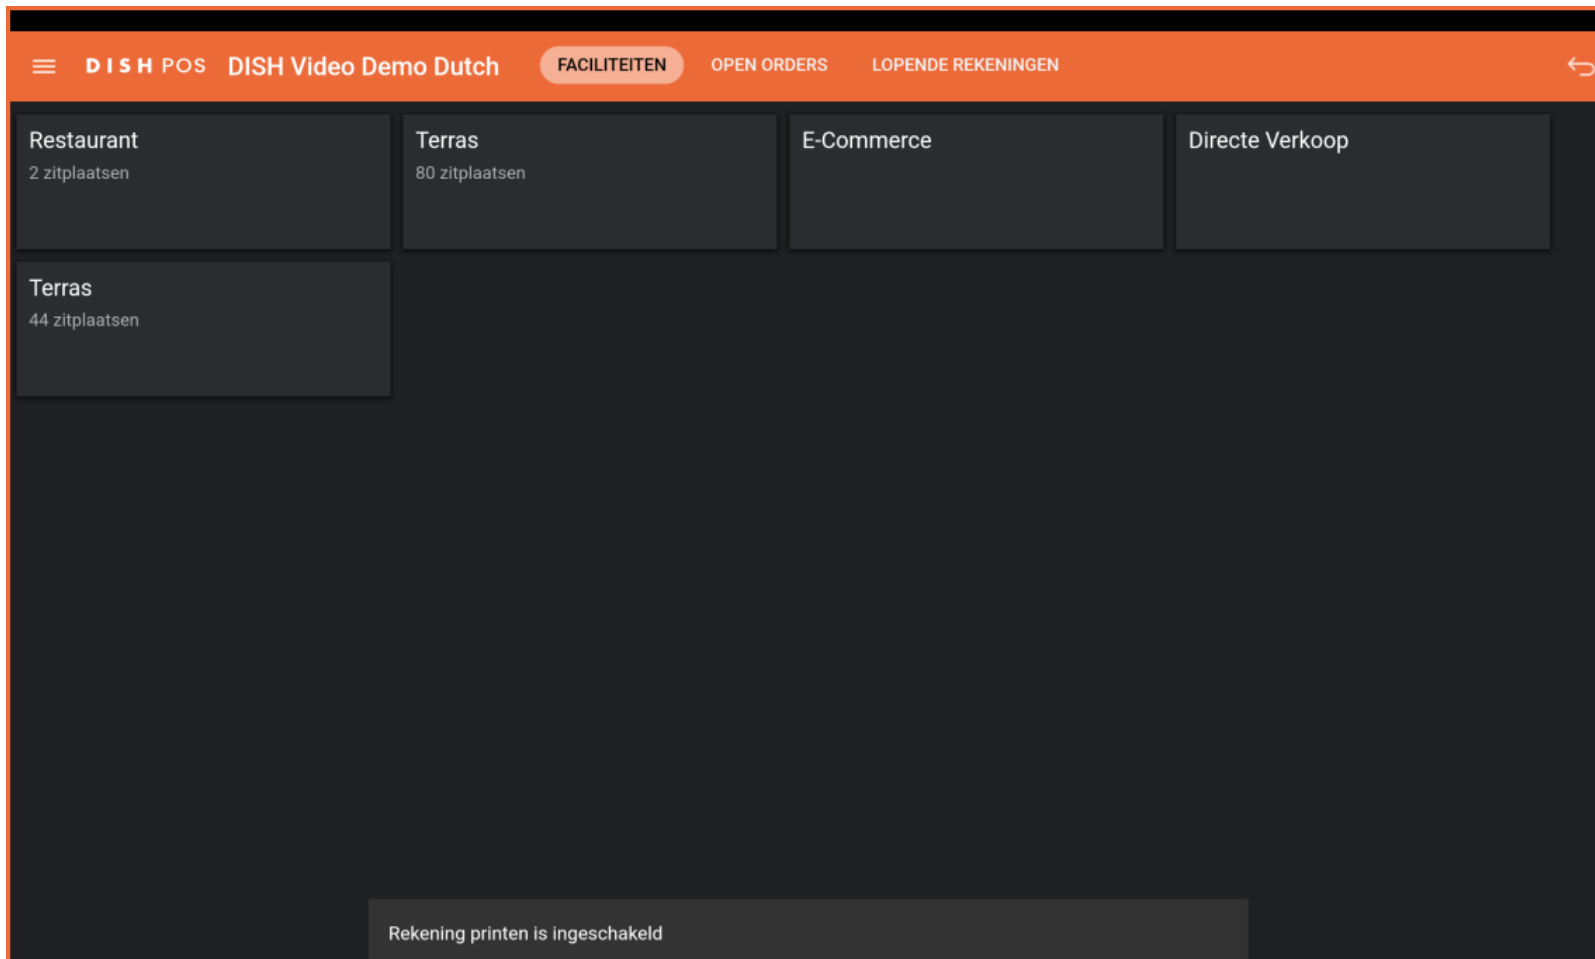 DISH POS DISH Video Demo Dutch FACILITEITEN OPEN ORDERS LOPENDE REKENINGEN
Restaurant
2 zitplaatsen
Terras
80 zitplaatsen
E-Commerce
Directe Verkoop
Terras
44 zitplaatsen
Rekening printen is ingeschakeld